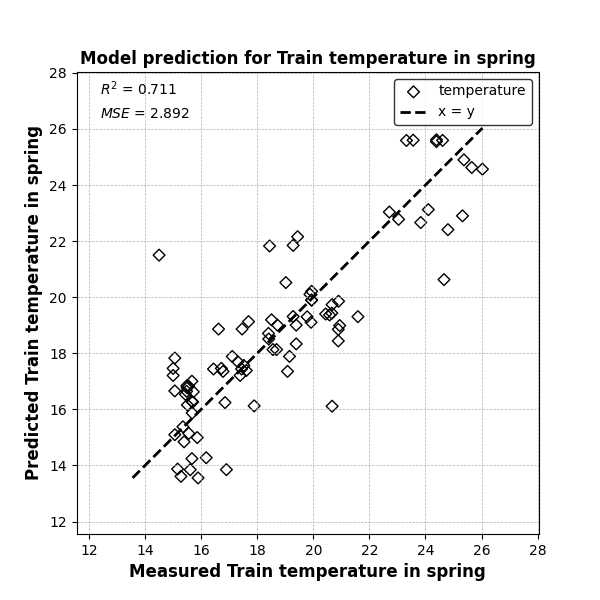 Model prediction for Train temperature in spring
R² = 0.711
MSE = 2.892
temperature
x = y
28
26
24
22
20
18
16
14
12
Predicted Train temperature in spring
12 14 16 18 20 22 24 26 28
Measured Train temperature in spring